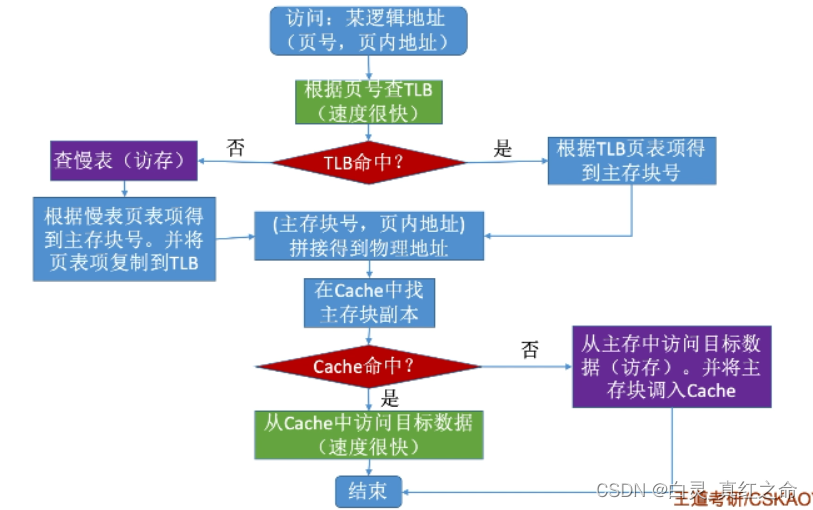 访问：某逻辑地址
（页号，页内地址）
根据页号查TLB
（速度很快）
TLB命中？
否
是
查慢表（访存）
根据TLB页表项得
到主存块号
根据慢表页表项得
到主存块号。并将
页表项复制到TLB
(主存块号，页内地址)
拼接得到物理地址
在Cache中找
主存块副本
Cache命中？
否
是
从主存中访问目标数
据（访存）。并将主
存块调入Cache
从Cache中访问目标数据
（速度很快）
结束
CSDN @白灵_真红之命
王道考研/CSKAO